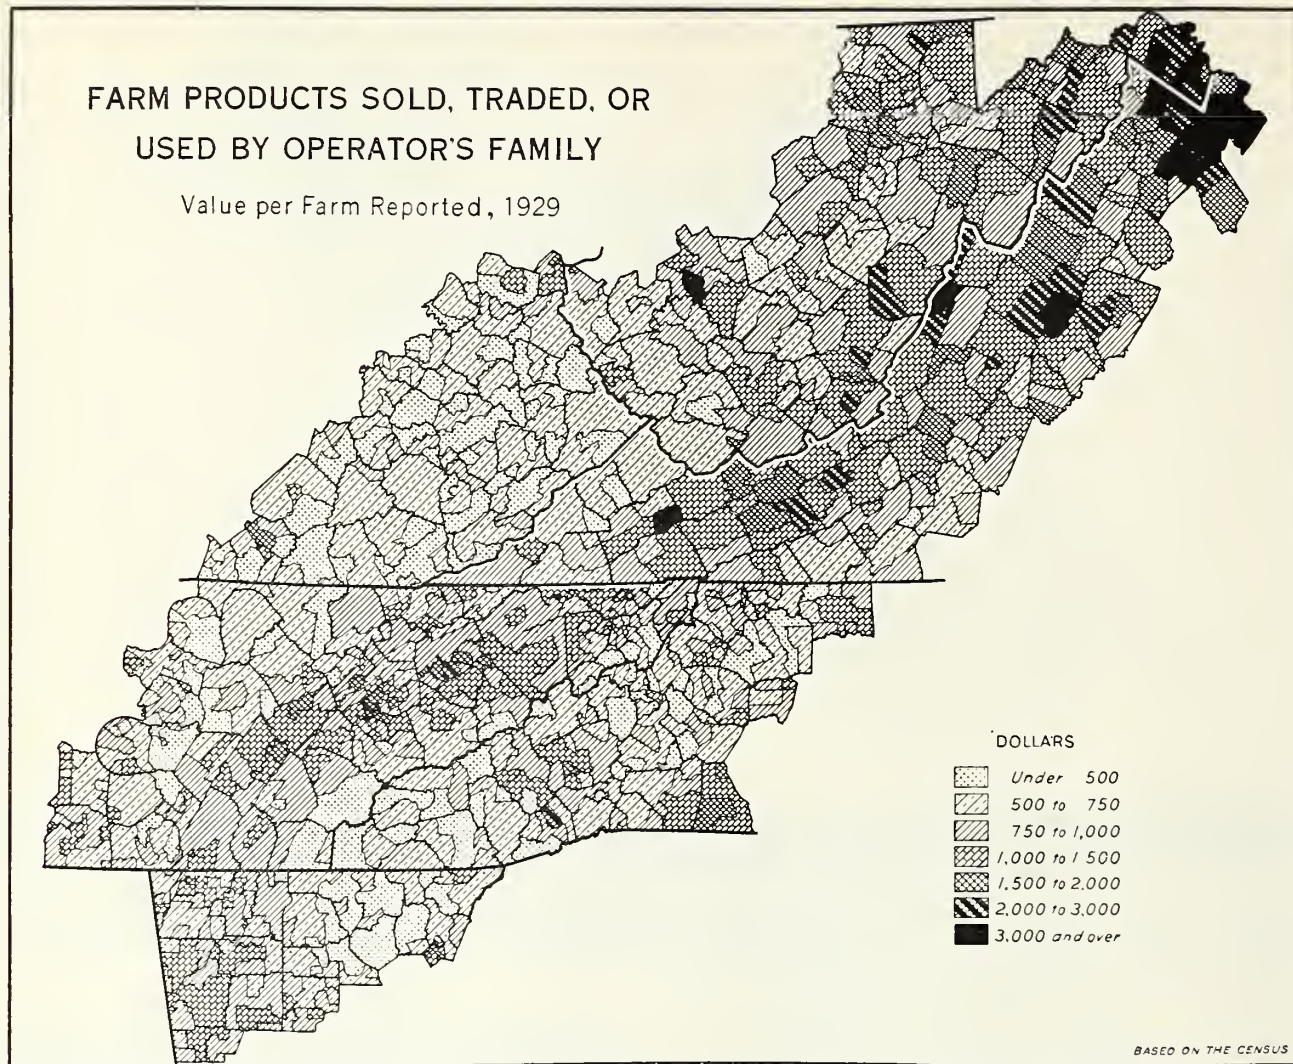 FARM PRODUCTS SOLD, TRADED, OR
USED BY OPERATOR'S FAMILY
Value per Farm Reported, 1929
DOLLARS
Under 500
500 to 750
750 to 1,000
1,000 to 1 500
1,500 to 2,000
2,000 to 3,000
3,000 and over
BASED ON THE CENSUS